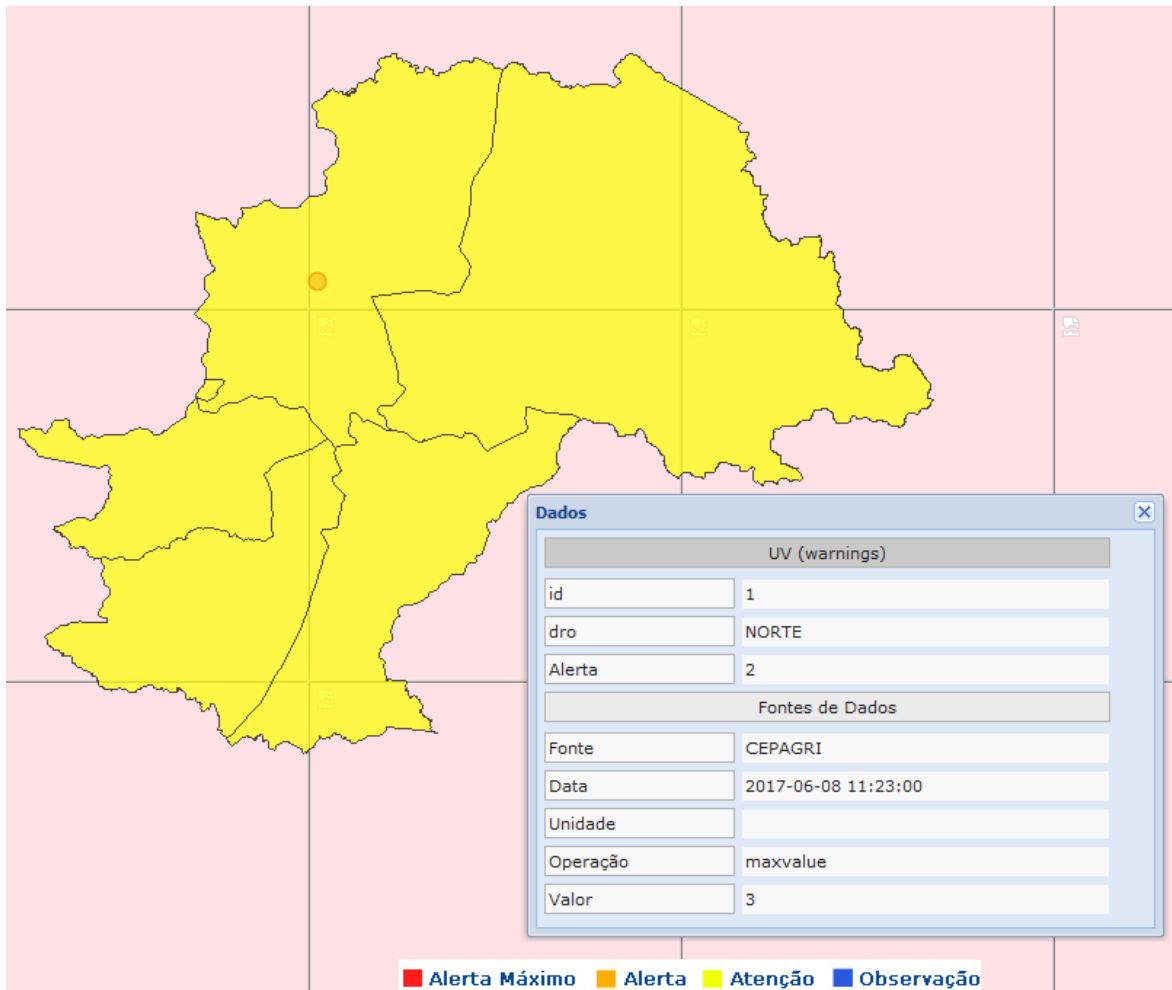 Dados
UV (warnings)
id 1
dro NORTE
Alerta 2
Fontes de Dados
Fonte CEPAGRI
Data 2017-06-08 11:23:00
Unidade
Operação maxvalue
Valor 3
Alerta Máximo Alerta Atenção Observação